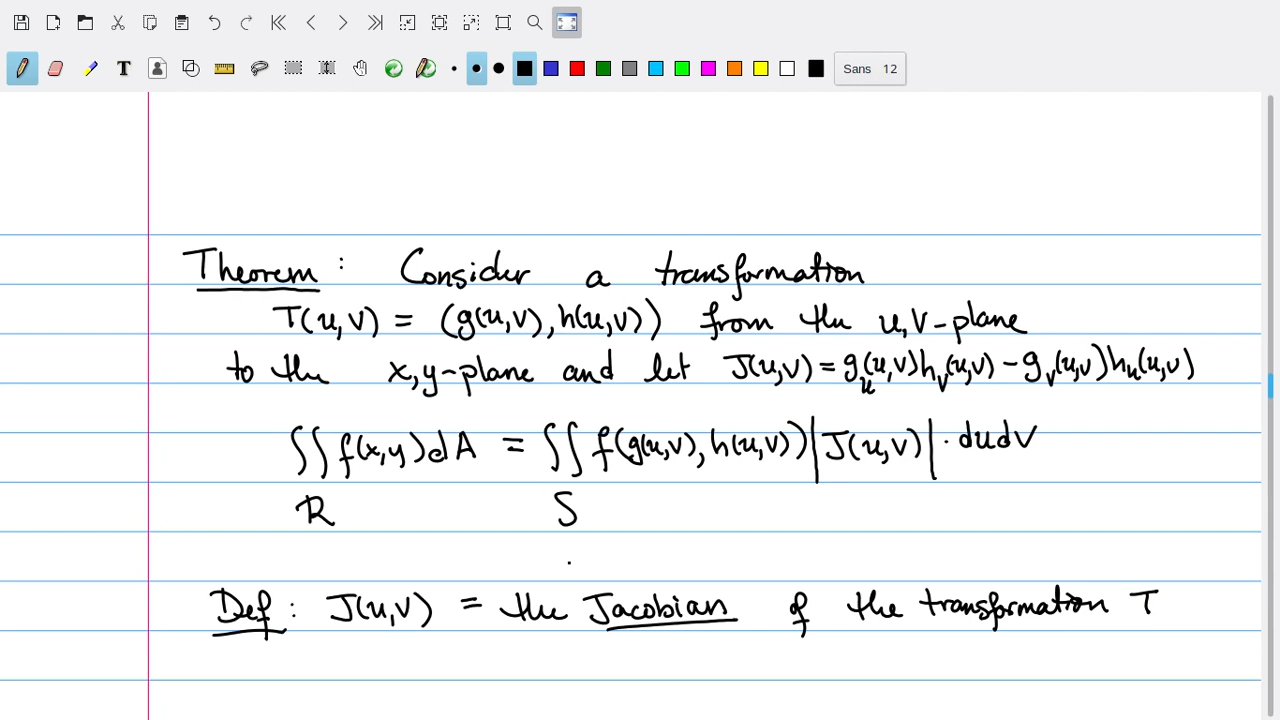 Sans 12
Theorem: Consider a transformation
T(u,v) = (g(u,v), h(u,v)) from the u,v-plane
to the x,y-plane and let J(u,v) = g_u(u,v)h_v(u,v) - g_v(u,v)h_u(u,v)
∬ f(x,y)dA = ∬ f(g(u,v), h(u,v))|J(u,v)| · dudv
R S
Def: J(u,v) = the Jacobian of the transformation T